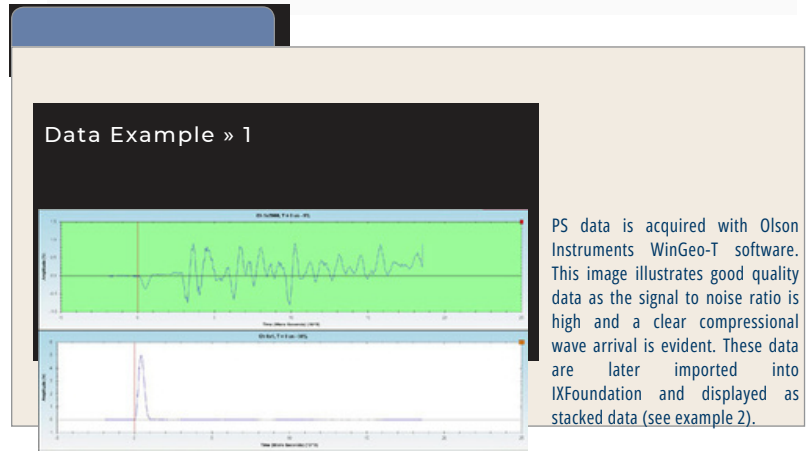 Data Example » 1
PS data is acquired with Olson
Instruments WinGeo-T software.
This image illustrates good quality
data as the signal to noise ratio is
high and a clear compressional
wave arrival is evident. These data
are later imported into
IXFoundation and displayed as
stacked data (see example 2).